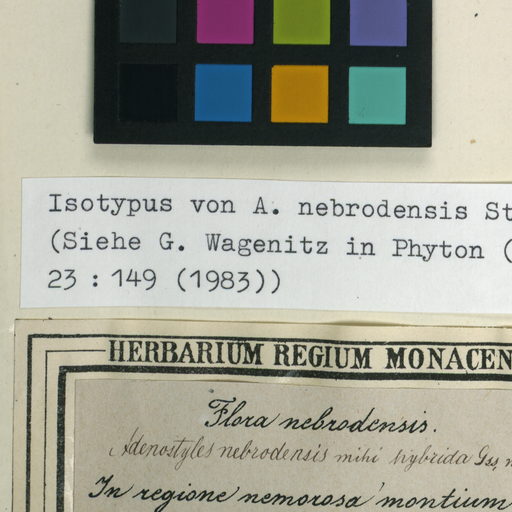 Isotypus von A. nebrodensis St
(Siehe G. Wagenitz in Phyton (
23 : 149 (1983))
HERBARIUM REGIUM MONACEN
Flora nebrodensis.
Adenostyles nebrodensis mihi hybrida
In regione nemorosa montium